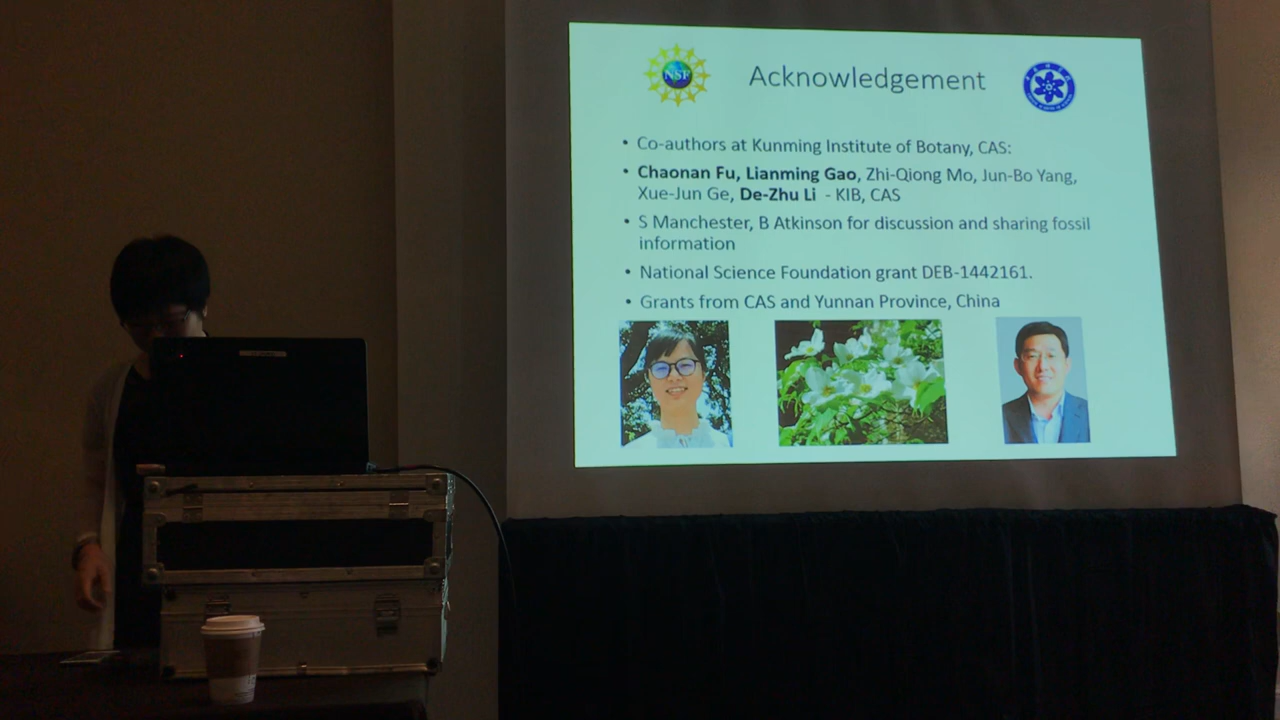 NSF
Acknowledgement
• Co-authors at Kunming Institute of Botany, CAS:
• Chaonan Fu, Lianming Gao, Zhi-Qiong Mo, Jun-Bo Yang,
Xue-Jun Ge, De-Zhu Li - KIB, CAS
• S Manchester, B Atkinson for discussion and sharing fossil
information
• National Science Foundation grant DEB-1442161.
• Grants from CAS and Yunnan Province, China